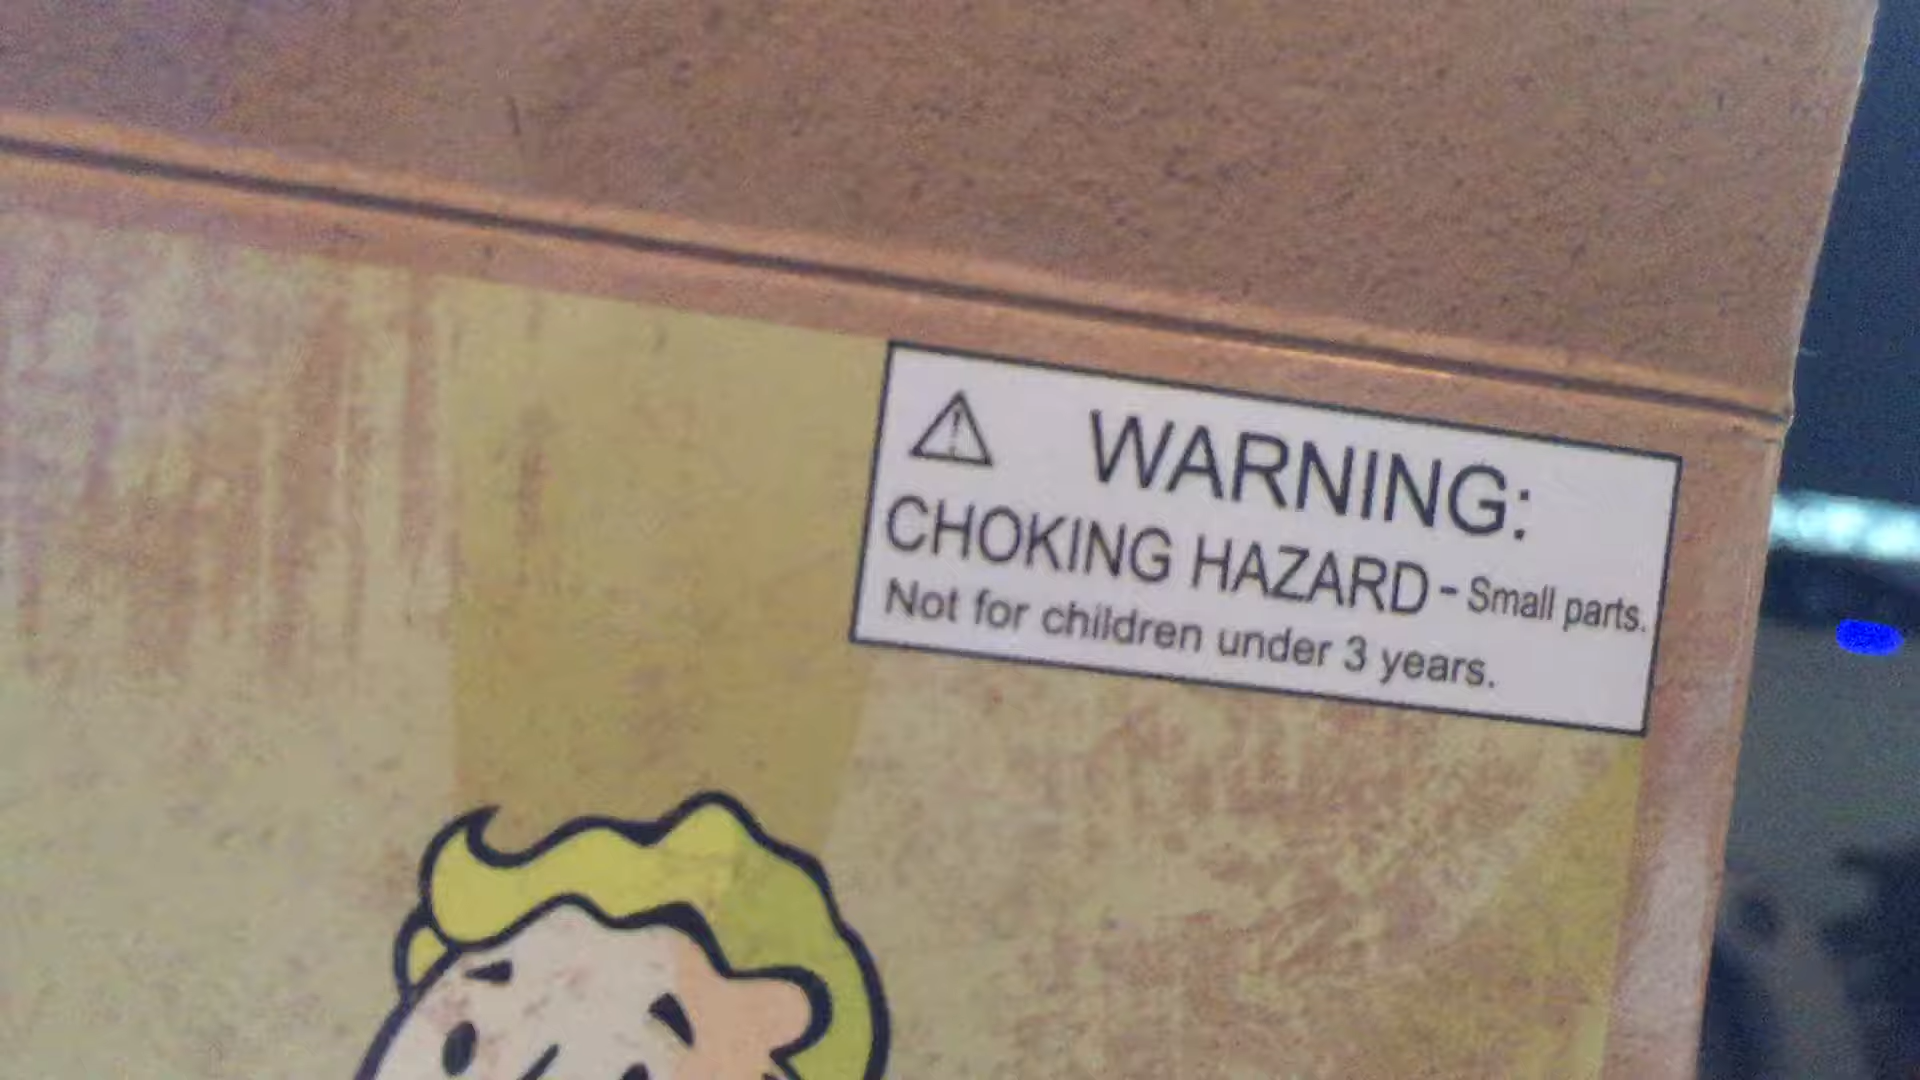 WARNING:
CHOKING HAZARD - Small parts.
Not for children under 3 years.